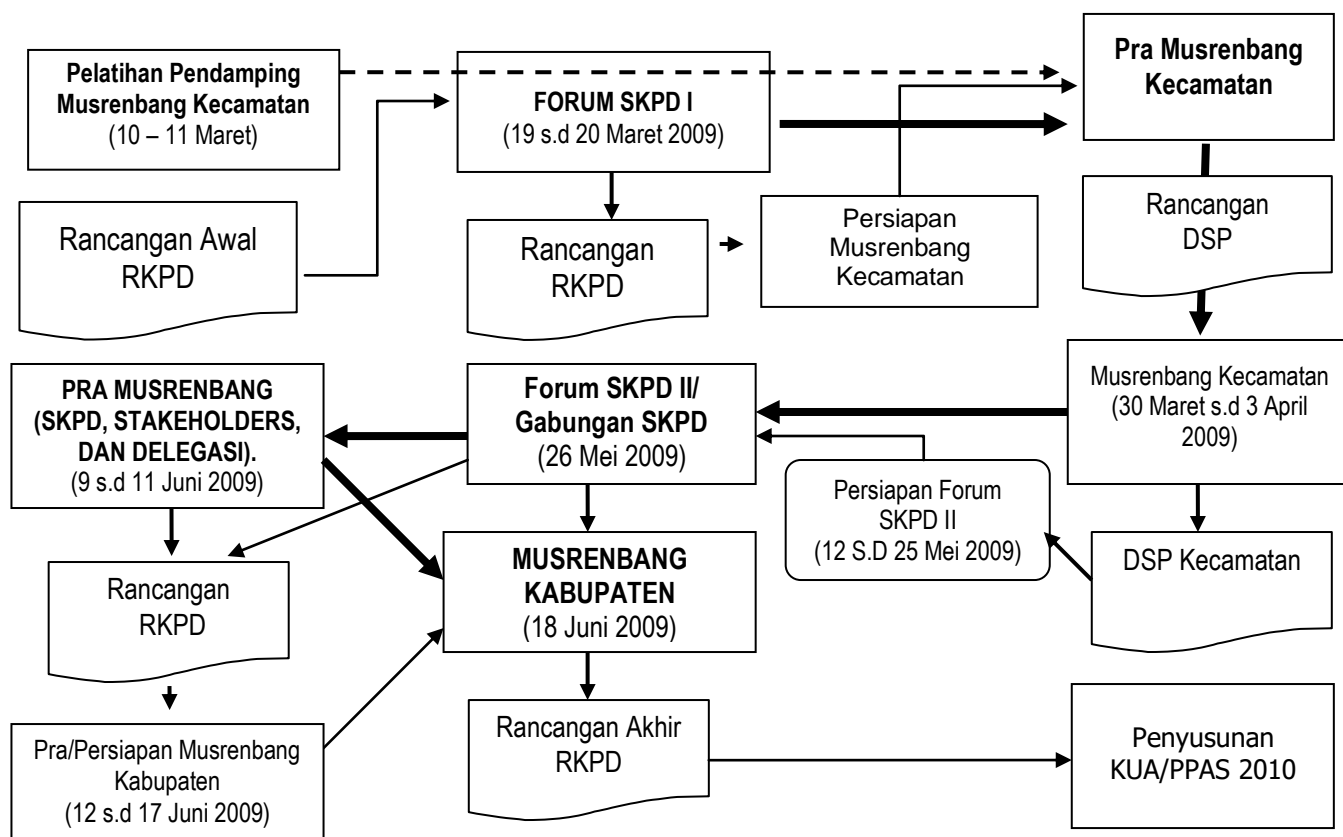 Pelatihan Pendamping
Musrenbang Kecamatan
(10 – 11 Maret)
FORUM SKPD I
(19 s.d 20 Maret 2009)
Pra Musrenbang
Kecamatan
Rancangan Awal
RKPD
Rancangan
RKPD
Persiapan
Musrenbang
Kecamatan
Rancangan
DSP
PRA MUSRENBANG
(SKPD, STAKEHOLDERS,
DAN DELEGASI).
(9 s.d 11 Juni 2009)
Forum SKPD II/
Gabungan SKPD
(26 Mei 2009)
Musrenbang Kecamatan
(30 Maret s.d 3 April
2009)
Persiapan Forum
SKPD II
(12 S.D 25 Mei 2009)
DSP Kecamatan
Rancangan
RKPD
MUSRENBANG
KABUPATEN
(18 Juni 2009)
Pra/Persiapan Musrenbang
Kabupaten
(12 s.d 17 Juni 2009)
Rancangan Akhir
RKPD
Penyusunan
KUA/PPAS 2010